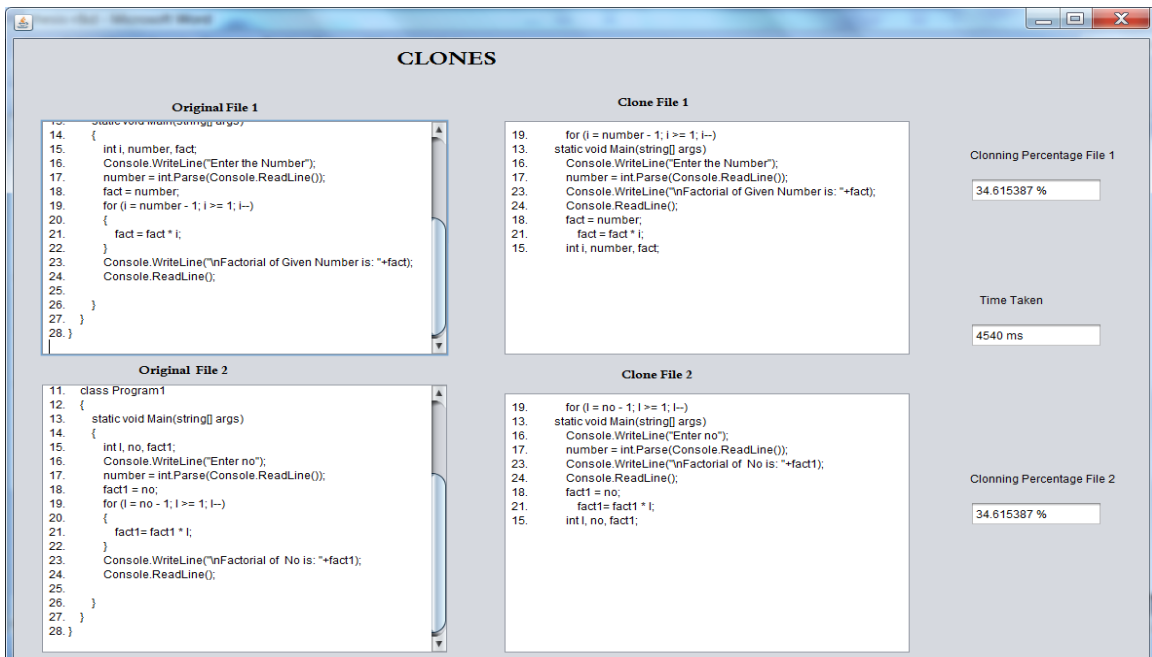 Microsoft Word
CLONES
Original File 1
13. static void Main(string[] args)
14. {
15. int i, number, fact;
16. Console.WriteLine("Enter the Number");
17. number = int.Parse(Console.ReadLine());
18. fact = number;
19. for (i = number - 1; i >= 1; i--)
20. {
21. fact = fact * i;
22. }
23. Console.WriteLine("\nFactorial of Given Number is: "+fact);
24. Console.ReadLine();
25.
26. }
27. }
28. }
Clone File 1
19. for (i = number - 1; i >= 1; i--)
13. static void Main(string[] args)
16. Console.WriteLine("Enter the Number");
17. number = int.Parse(Console.ReadLine());
23. Console.WriteLine("\nFactorial of Given Number is: "+fact);
24. Console.ReadLine();
18. fact = number;
21. fact = fact * i;
15. int i, number, fact;
Clonning Percentage File 1
34.615387 %
Time Taken
4540 ms
Original File 2
11. class Program1
12. {
13. static void Main(string[] args)
14. {
15. int l, no, fact1;
16. Console.WriteLine("Enter no");
17. number = int.Parse(Console.ReadLine());
18. fact1 = no;
19. for (l = no - 1; l >= 1; l--)
20. {
21. fact1= fact1 * l;
22. }
23. Console.WriteLine("\nFactorial of No is: "+fact1);
24. Console.ReadLine();
25.
26. }
27. }
28. }
Clone File 2
19. for (l = no - 1; l >= 1; l--)
13. static void Main(string[] args)
16. Console.WriteLine("Enter no");
17. number = int.Parse(Console.ReadLine());
23. Console.WriteLine("\nFactorial of No is: "+fact1);
24. Console.ReadLine();
18. fact1 = no;
21. fact1= fact1 * l;
15. int l, no, fact1;
Clonning Percentage File 2
34.615387 %